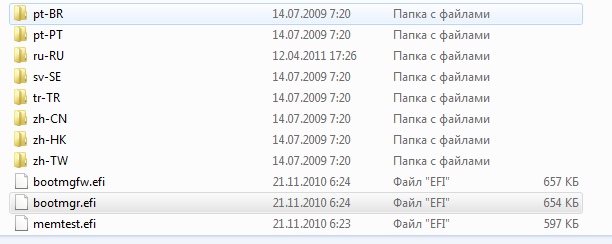 pt-BR 14.07.2009 7:20 Папка с файлами
pt-PT 14.07.2009 7:20 Папка с файлами
ru-RU 12.04.2011 17:26 Папка с файлами
sv-SE 14.07.2009 7:20 Папка с файлами
tr-TR 14.07.2009 7:20 Папка с файлами
zh-CN 14.07.2009 7:20 Папка с файлами
zh-HK 14.07.2009 7:20 Папка с файлами
zh-TW 14.07.2009 7:20 Папка с файлами
bootmgfw.efi 21.11.2010 6:24 Файл "EFI" 657 КБ
bootmgr.efi 21.11.2010 6:24 Файл "EFI" 654 КБ
memtest.efi 21.11.2010 6:23 Файл "EFI" 597 КБ